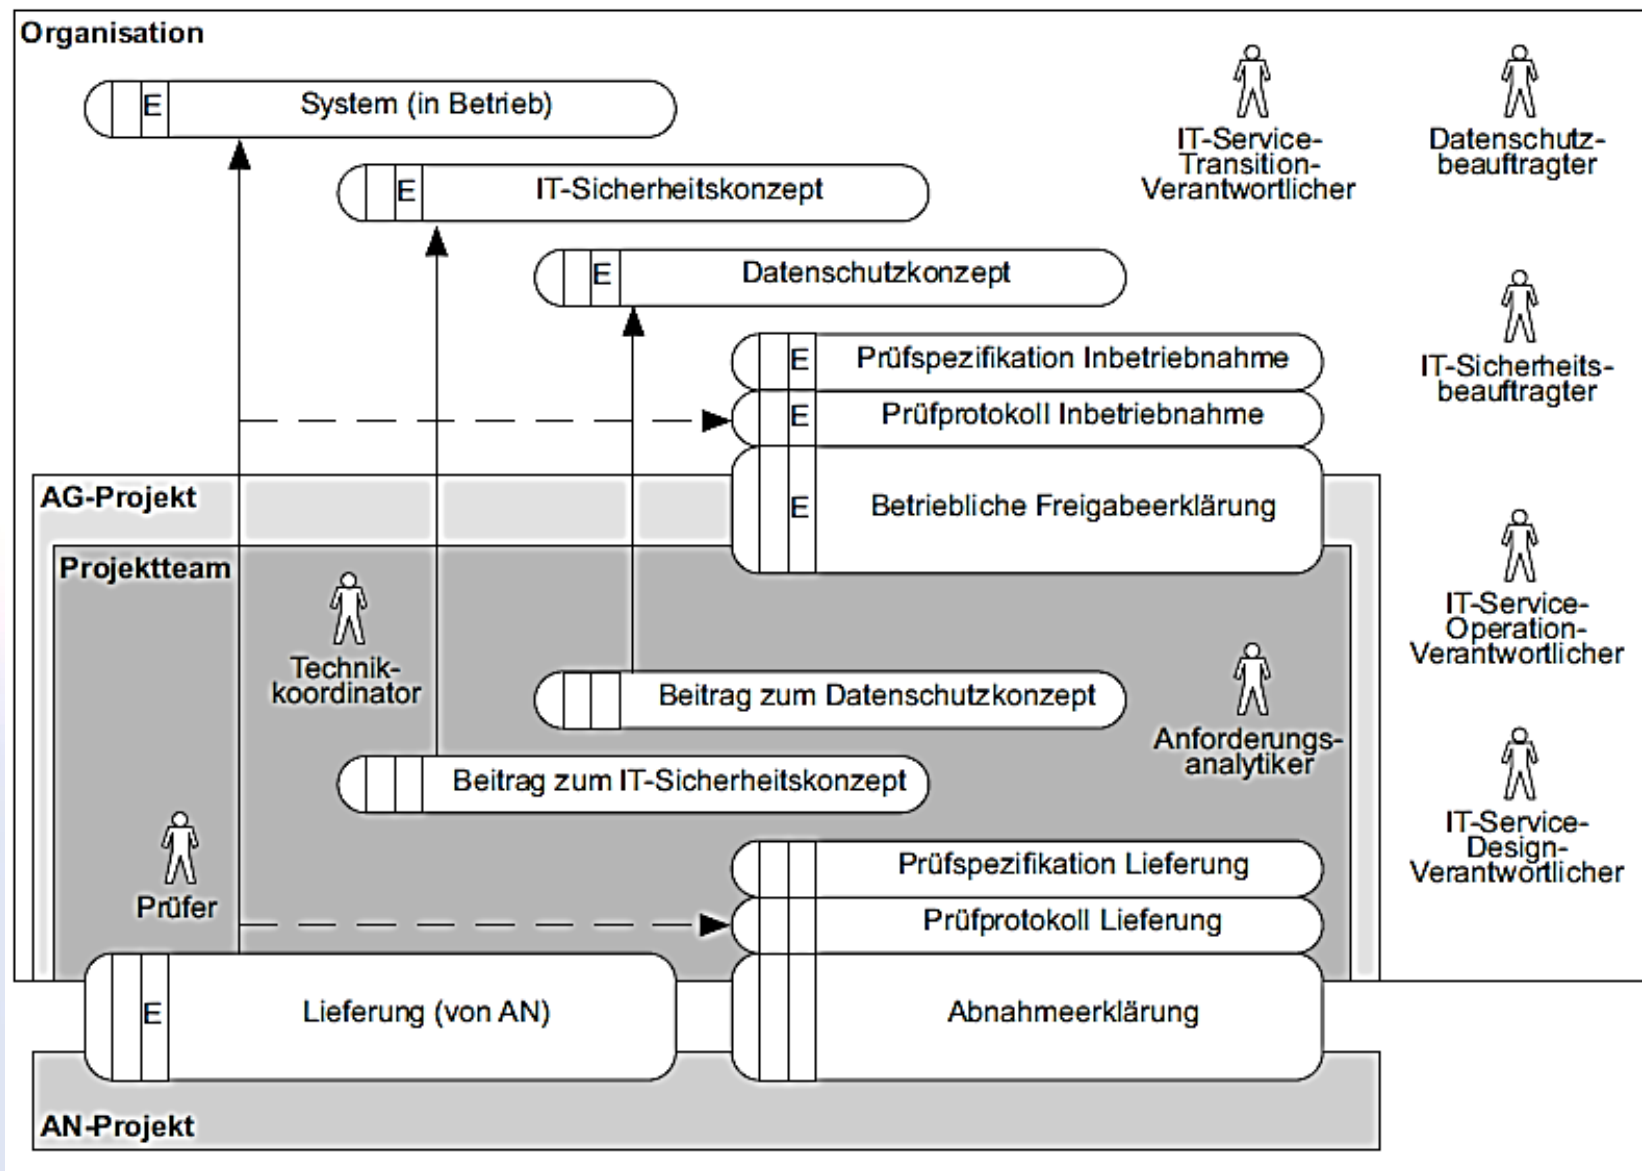 Organisation
E System (in Betrieb)
IT-Service-
Transition-
Verantwortlicher
Datenschutz-
beauftragter
E IT-Sicherheitskonzept
E Datenschutzkonzept
IT-Sicherheits-
beauftragter
E Prüfspezifikation Inbetriebnahme
E Prüfprotokoll Inbetriebnahme
E Betriebliche Freigabeerklärung
AG-Projekt
Projektteam
IT-Service-
Operation-
Verantwortlicher
Technik-
koordinator
Beitrag zum Datenschutzkonzept
Anforderungs-
analytiker
Beitrag zum IT-Sicherheitskonzept
IT-Service-
Design-
Verantwortlicher
Prüfspezifikation Lieferung
Prüfer
Prüfprotokoll Lieferung
E Lieferung (von AN)
Abnahmeerklärung
AN-Projekt